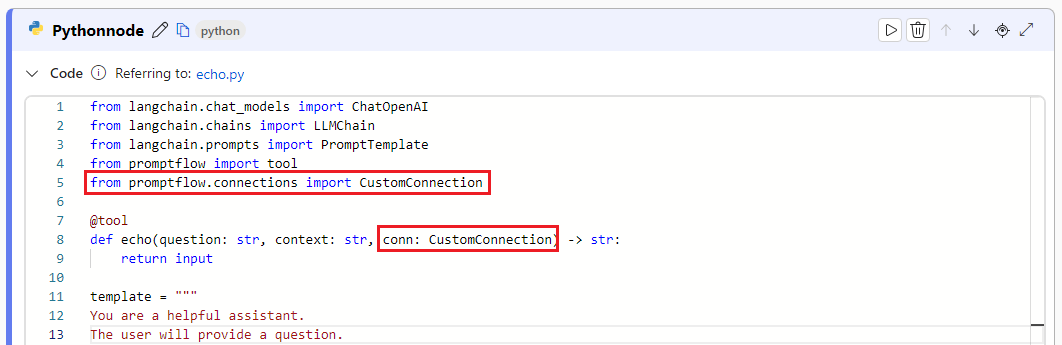 Pythonnode python
Code Referring to: echo.py
1 from langchain.chat_models import ChatOpenAI
2 from langchain.chains import LLMChain
3 from langchain.prompts import PromptTemplate
4 from promptflow import tool
5 from promptflow.connections import CustomConnection
6
7 @tool
8 def echo(question: str, context: str, conn: CustomConnection) -> str:
9     return input
10
11 template = """
12 You are a helpful assistant.
13 The user will provide a question.